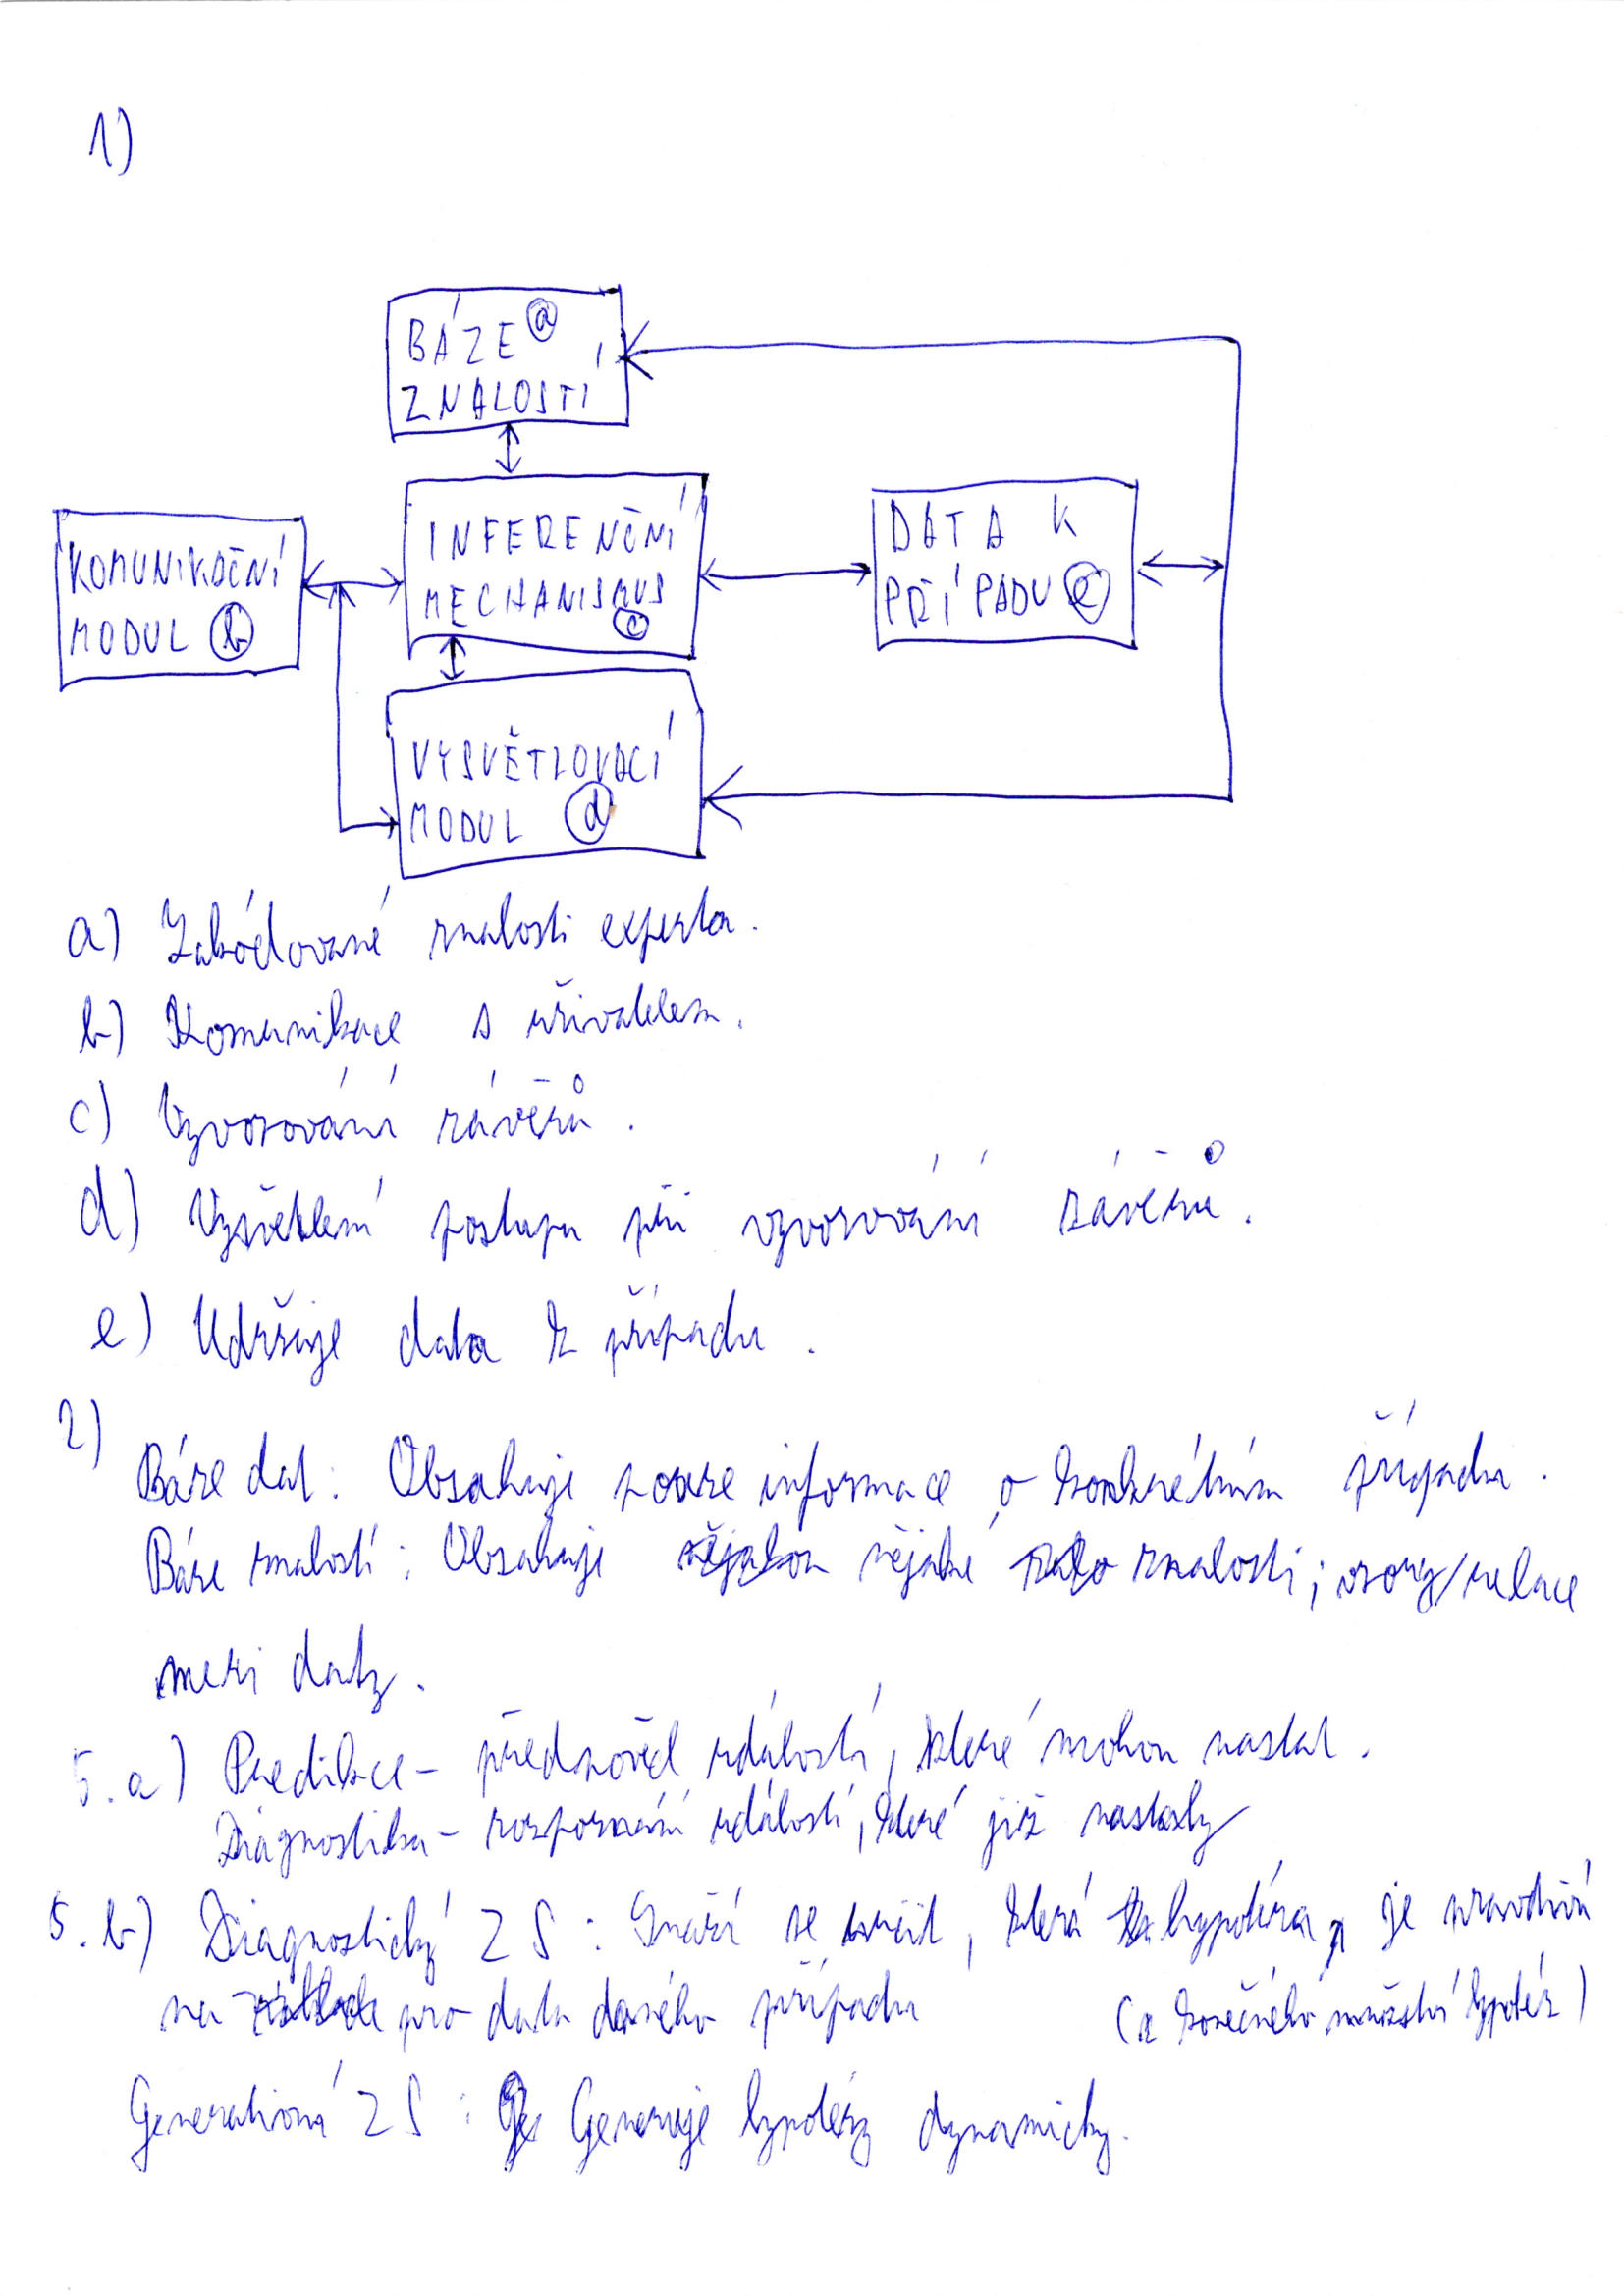 1)
BÁZE a
ZNALOSTÍ
KOMUNIKAČNÍ
MODUL b
INFERENČNÍ
MECHANISMUS
c
DATA K
PŘÍPADU e
VYSVĚTLOVACÍ
MODUL d
a) Zakódované znalosti experta.
b) Komunikace s uživatelem.
c) Vyvozování závěrů.
d) Vysvětlení postupu při vyvozování závěrů.
e) Udržuje data k případu.
2)
Báze dat: Obsahuje pouze informace o konkrétním případu.
Báze znalostí: Obsahuje nějaké znalosti; vzory/relace
mezi daty.
5.a) Predikce - předpověď událostí, které mohou nastat.
Diagnostika - rozpoznání událostí, které již nastaly
5.b) Diagnostický ZS: Snaží se určit, která hypotéza, je pravdivá
na pro data daného případu (z konečného množství hypotéz)
Generativní ZS: Generuje hypotézy dynamicky.